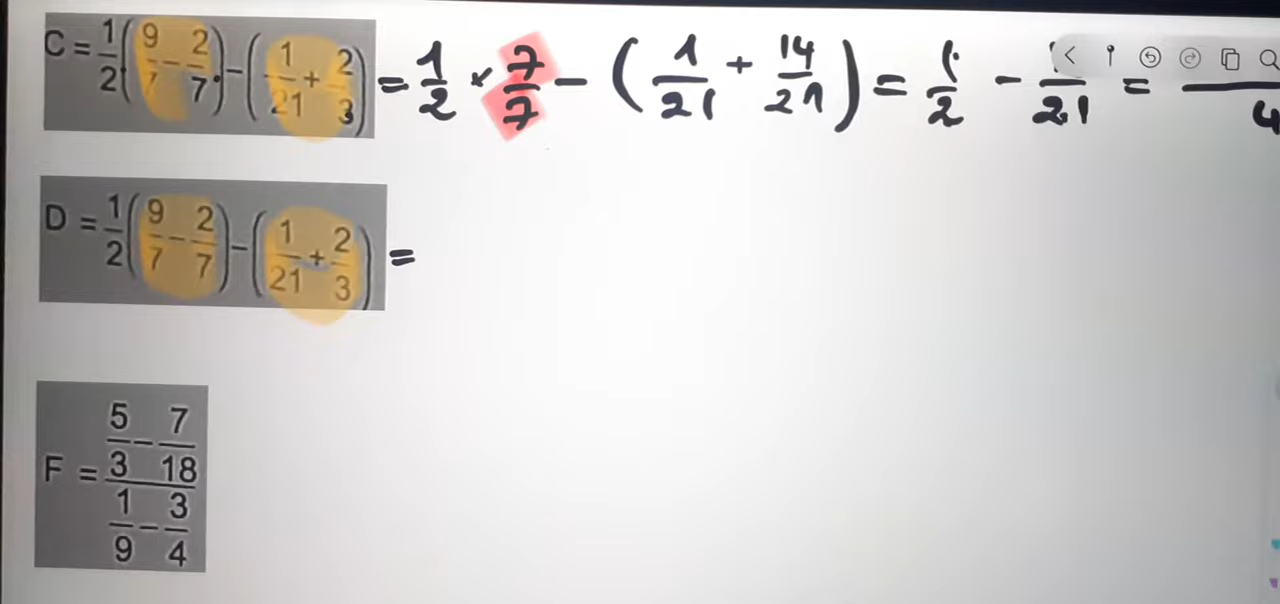 C = 1/2 (9/7 - 2/7) - (1/21 + 2/3) = 1/2 × 7/7 - (1/21 + 14/21) = 1/2 - /21 = /4
D = 1/2 (9/7 - 2/7) - (1/21 + 2/3) =
F = (5/3 - 7/18)/(1/9 - 3/4)